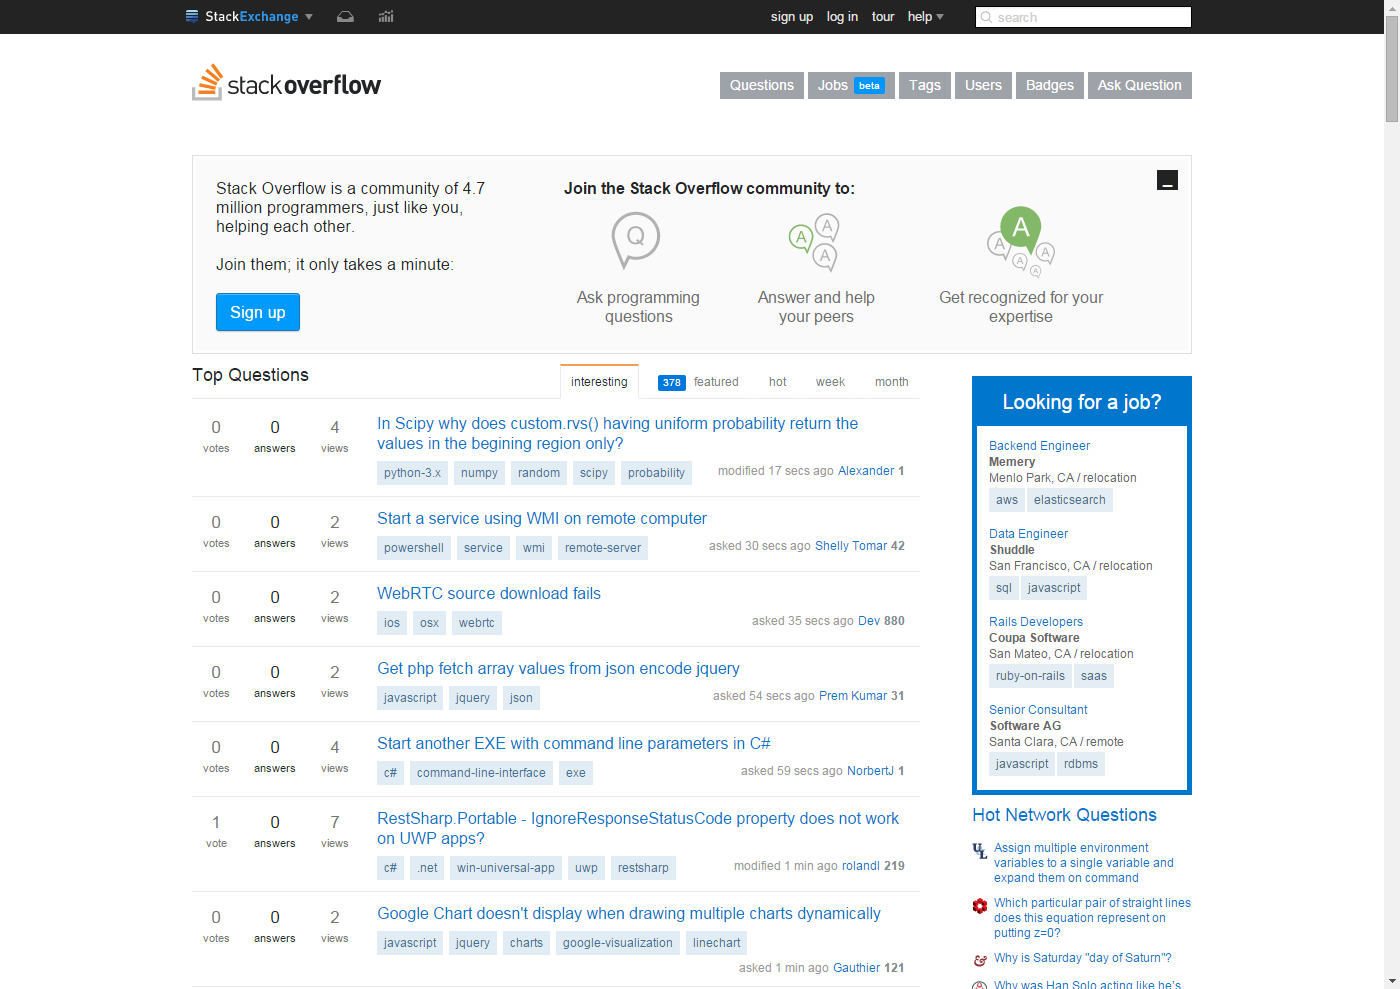 StackExchange
sign up log in tour help
search
stackoverflow
Questions Jobs beta Tags Users Badges Ask Question
Stack Overflow is a community of 4.7
million programmers, just like you,
helping each other.
Join them; it only takes a minute:
Sign up
Join the Stack Overflow community to:
Q
Ask programming
questions
A A A
Answer and help
your peers
A A A A A
Get recognized for your
expertise
Top Questions
interesting 378 featured hot week month
0 votes 0 answers 4 views
In Scipy why does custom.rvs() having uniform probability return the
values in the begining region only?
python-3.x numpy random scipy probability
modified 17 secs ago Alexander 1
0 votes 0 answers 2 views
Start a service using WMI on remote computer
powershell service wmi remote-server
asked 30 secs ago Shelly Tomar 42
0 votes 0 answers 2 views
WebRTC source download fails
ios osx webrtc
asked 35 secs ago Dev 880
0 votes 0 answers 2 views
Get php fetch array values from json encode jquery
javascript jquery json
asked 54 secs ago Prem Kumar 31
0 votes 0 answers 4 views
Start another EXE with command line parameters in C#
c# command-line-interface exe
asked 59 secs ago NorbertJ 1
1 vote 0 answers 7 views
RestSharp.Portable - IgnoreResponseStatusCode property does not work
on UWP apps?
c# .net win-universal-app uwp restsharp
modified 1 min ago rolandl 219
0 votes 0 answers 2 views
Google Chart doesn't display when drawing multiple charts dynamically
javascript jquery charts google-visualization linechart
asked 1 min ago Gauthier 121
Looking for a job?
Backend Engineer
Memery
Menlo Park, CA / relocation
aws elasticsearch
Data Engineer
Shuddle
San Francisco, CA / relocation
sql javascript
Rails Developers
Coupa Software
San Mateo, CA / relocation
ruby-on-rails saas
Senior Consultant
Software AG
Santa Clara, CA / remote
javascript rdbms
Hot Network Questions
UL
Assign multiple environment
variables to a single variable and
expand them on command
Which particular pair of straight lines
does this equation represent on
putting z=0?
Why is Saturday "day of Saturn"?
Why was Han Solo acting like he's